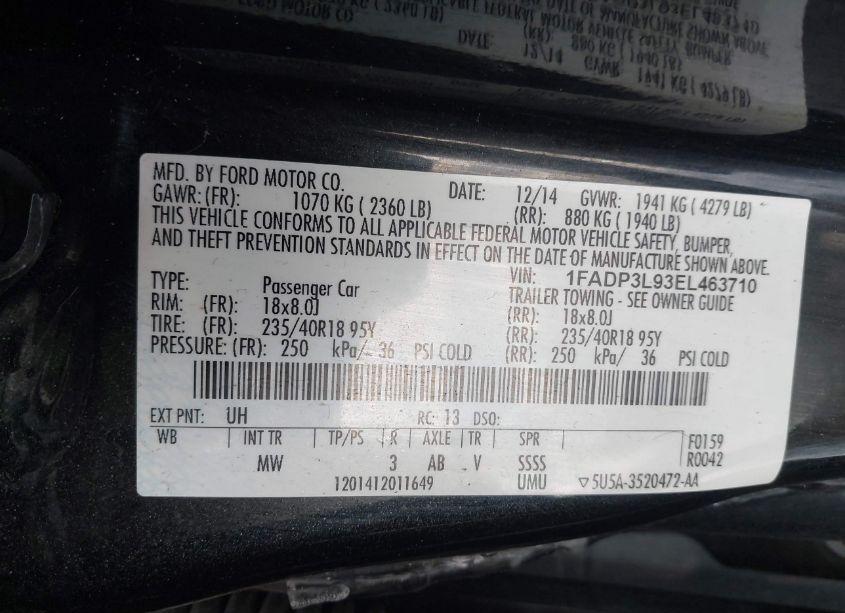 MFD. BY FORD MOTOR CO. DATE: 12/14 GVWR: 1941 KG ( 4279 LB)
GAWR: (FR): 1070 KG ( 2360 LB) (RR): 880 KG ( 1940 LB)
THIS VEHICLE CONFORMS TO ALL APPLICABLE FEDERAL MOTOR VEHICLE SAFETY, BUMPER,
AND THEFT PREVENTION STANDARDS IN EFFECT ON THE DATE OF MANUFACTURE SHOWN ABOVE.
VIN: 1FADP3L93EL463710
TYPE: Passenger Car TRAILER TOWING - SEE OWNER GUIDE
RIM: (FR): 18x8.0J (RR): 18x8.0J
TIRE: (FR): 235/40R18 95Y (RR): 235/40R18 95Y
PRESSURE: (FR): 250 kPa/ 36 PSI COLD (RR): 250 kPa/ 36 PSI COLD
EXT PNT: UH RC: 13 DSO:
WB INT TR TP/PS R AXLE TR SPR F0159
MW 3 AB V SSSS R0042
1201412011649 UMU ▽5U5A-3520472-AA